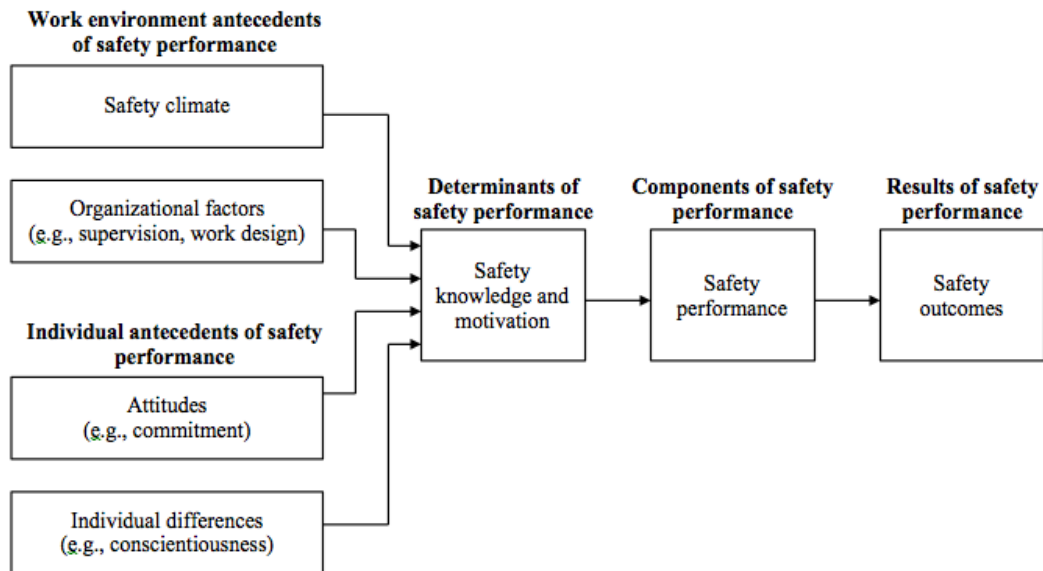 Work environment antecedents
of safety performance
Safety climate
Organizational factors
(e.g., supervision, work design)
Individual antecedents of safety
performance
Attitudes
(e.g., commitment)
Individual differences
(e.g., conscientiousness)
Determinants of
safety performance
Safety
knowledge and
motivation
Components of safety
performance
Safety
performance
Results of safety
performance
Safety
outcomes